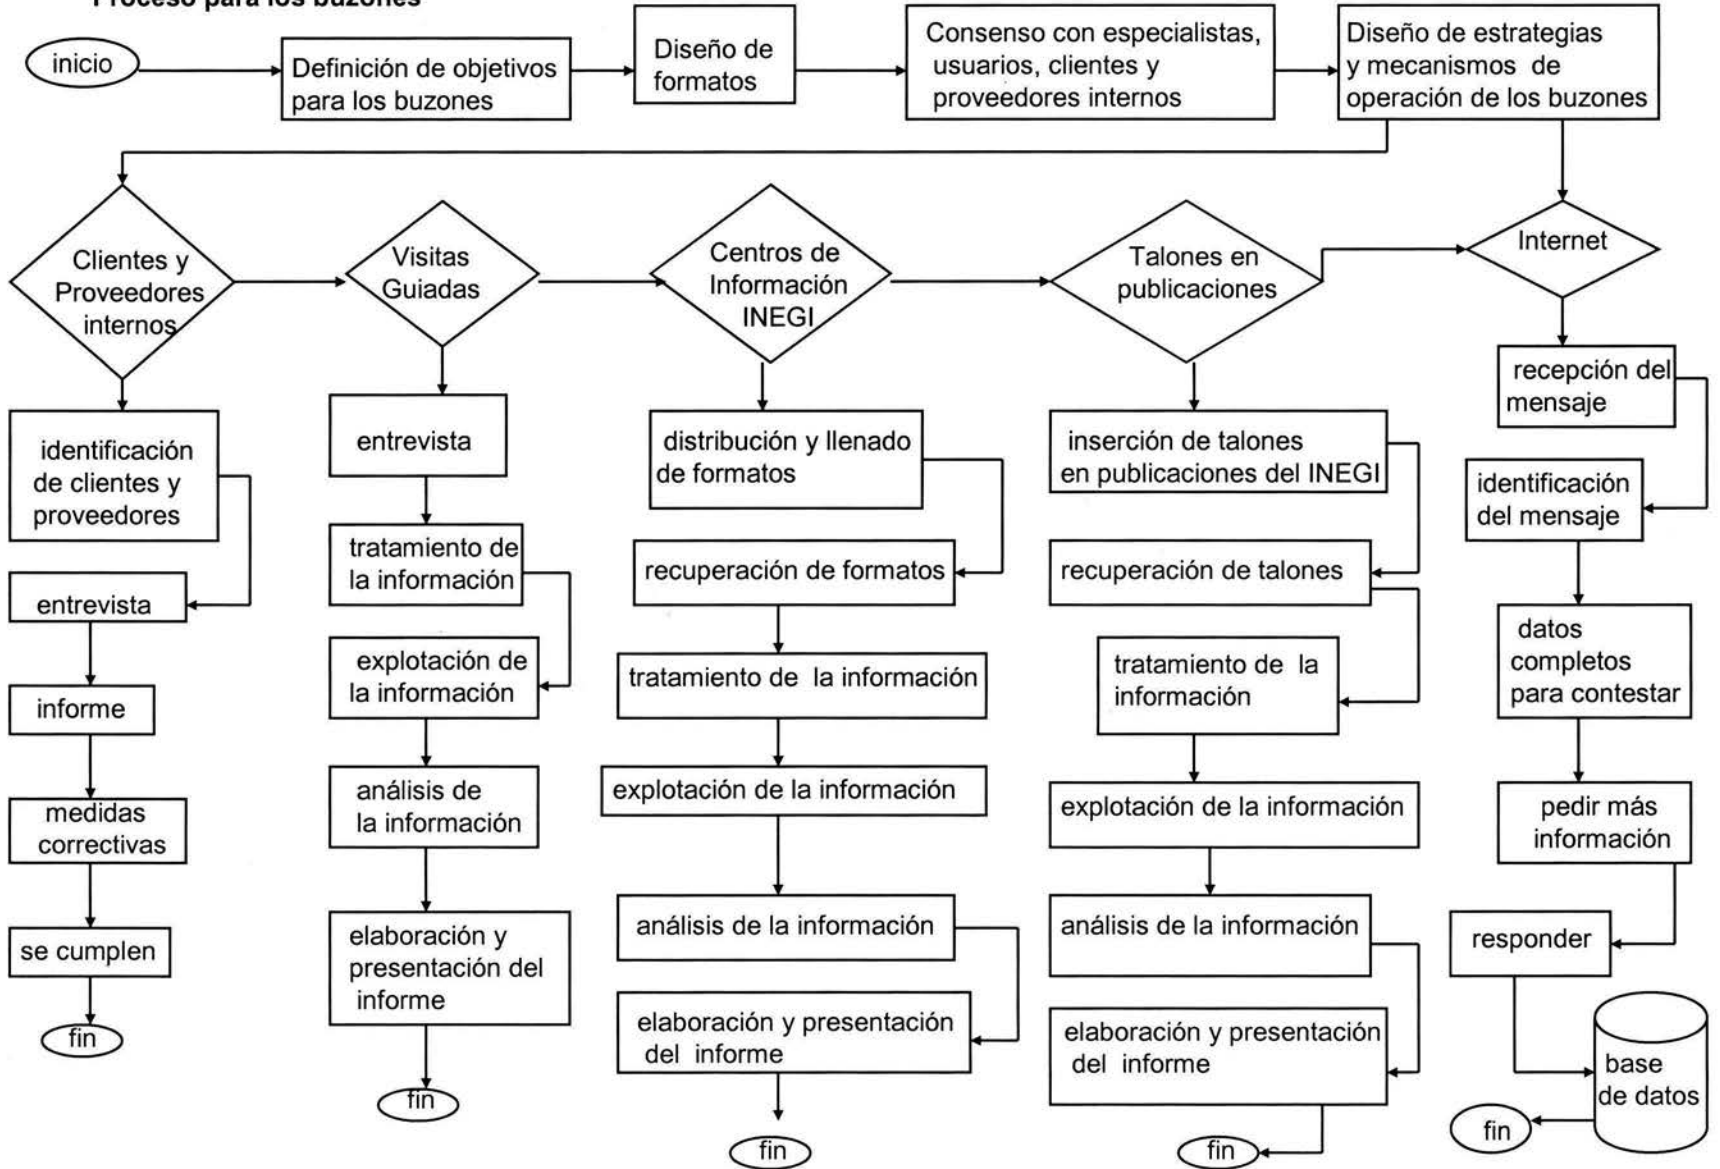 Proceso para los buzones
inicio
Definición de objetivos
para los buzones
Diseño de
formatos
Consenso con especialistas,
usuarios, clientes y
proveedores internos
Diseño de estrategias
y mecanismos de
operación de los buzones
Clientes y
Proveedores
internos
Visitas
Guiadas
Centros de
Información
INEGI
Talones en
publicaciones
Internet
identificación
de clientes y
proveedores
entrevista
informe
medidas
correctivas
se cumplen
fin
entrevista
tratamiento de
la información
explotación de
la información
análisis de
la información
elaboración y
presentación del
informe
fin
distribución y llenado
de formatos
recuperación de formatos
tratamiento de la información
explotación de la información
análisis de la información
elaboración y presentación
del informe
fin
inserción de talones
en publicaciones del INEGI
recuperación de talones
tratamiento de la
información
explotación de la información
análisis de la información
elaboración y presentación
del informe
fin
recepción del
mensaje
identificación
del mensaje
datos
completos
para contestar
pedir más
información
responder
base
de datos
fin